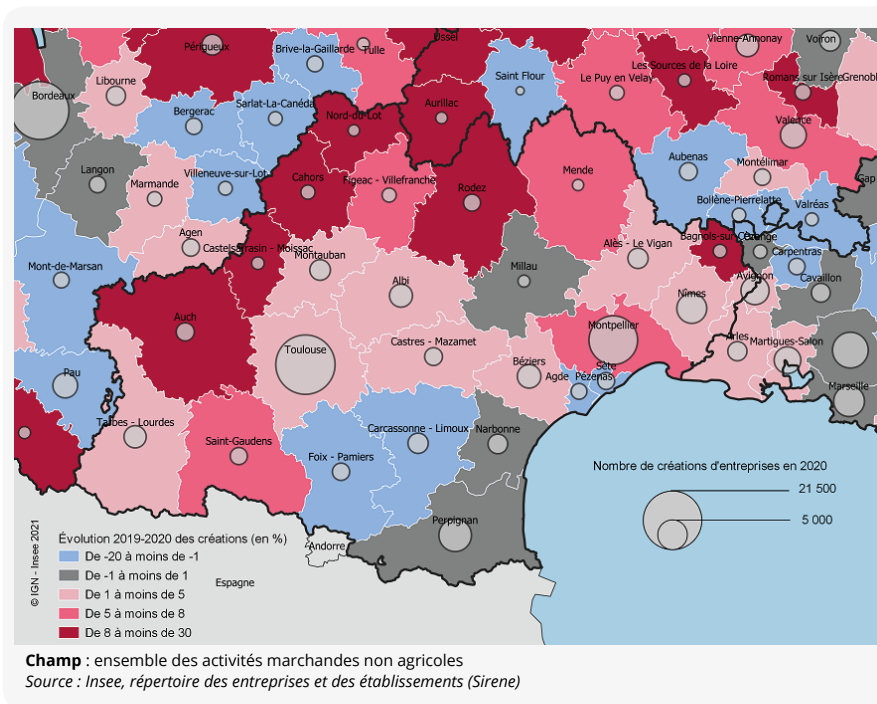 Périgueux
Brive-la-Gaillarde
Tulle
Ussel
Saint Flour
Vienne-Annonay
Voiron
Bordeaux
Libourne
Bergerac
Sarlat-La-Canéda
Nord-du-Lot
Aurillac
Le Puy en Velay
Les Sources de la Loire
Romans sur Isère
Grenobl
Valence
Langon
Marmande
Villeneuve-sur-Lot
Cahors
Figeac - Villefranche
Rodez
Mende
Aubenas
Montélimar
Bollène-Pierrelatte
Valréas
Gap
Mont-de-Marsan
Agen
Castelsarrasin - Moissac
Montauban
Albi
Millau
Alès - Le Vigan
Bagnols-sur-Cèze
Orange
Carpentras
Avignon
Cavaillon
Auch
Toulouse
Castres - Mazamet
Béziers
Montpellier
Nîmes
Arles
Martigues-Salon
Marseille
Pau
Agde
Pézenas
Sète
Tarbes - Lourdes
Saint-Gaudens
Foix - Pamiers
Carcassonne - Limoux
Narbonne
Perpignan
Andorre
Espagne
Nombre de créations d'entreprises en 2020
21 500
5 000
© IGN - Insee 2021
Évolution 2019-2020 des créations (en %)
De -20 à moins de -1
De -1 à moins de 1
De 1 à moins de 5
De 5 à moins de 8
De 8 à moins de 30
Champ : ensemble des activités marchandes non agricoles
Source : Insee, répertoire des entreprises et des établissements (Sirene)